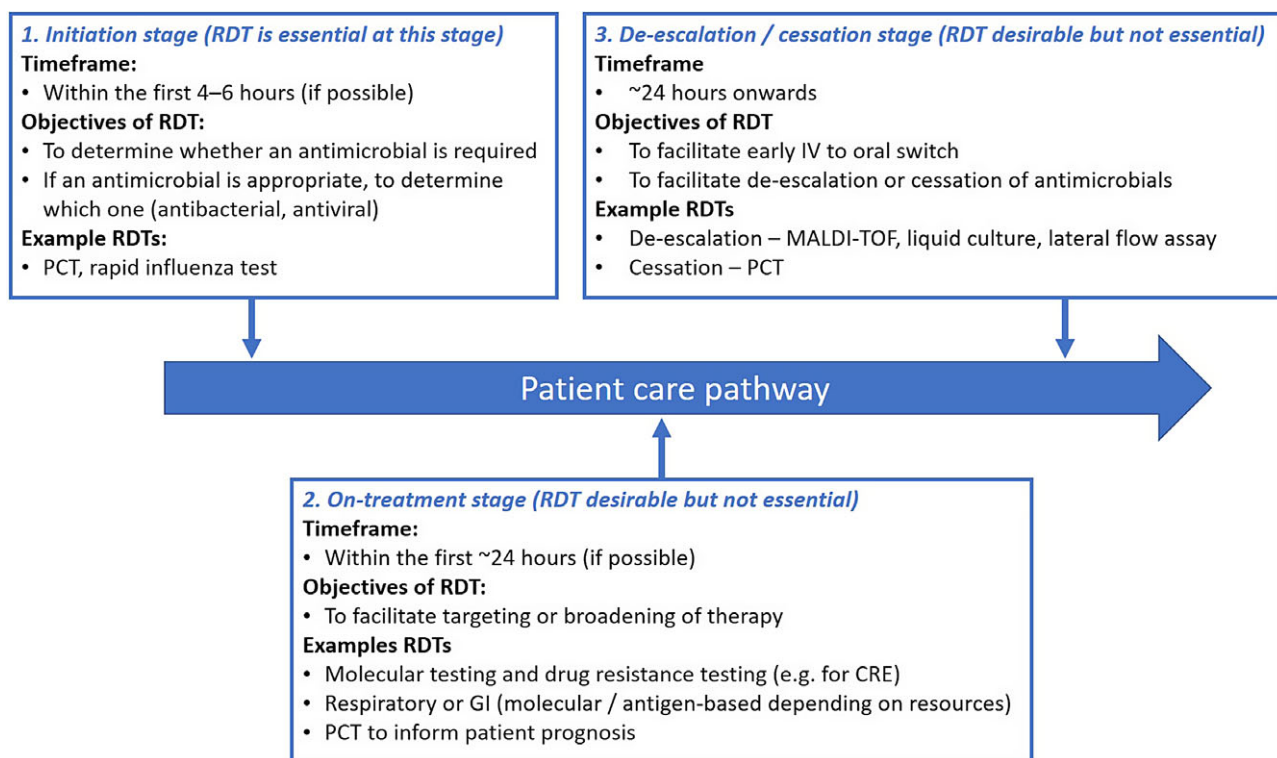 1. Initiation stage (RDT is essential at this stage)
Timeframe:
• Within the first 4–6 hours (if possible)
Objectives of RDT:
• To determine whether an antimicrobial is required
• If an antimicrobial is appropriate, to determine
which one (antibacterial, antiviral)
Example RDTs:
• PCT, rapid influenza test
3. De-escalation / cessation stage (RDT desirable but not essential)
Timeframe
• ~24 hours onwards
Objectives of RDT
• To facilitate early IV to oral switch
• To facilitate de-escalation or cessation of antimicrobials
Example RDTs
• De-escalation – MALDI-TOF, liquid culture, lateral flow assay
• Cessation – PCT
Patient care pathway
2. On-treatment stage (RDT desirable but not essential)
Timeframe:
• Within the first ~24 hours (if possible)
Objectives of RDT:
• To facilitate targeting or broadening of therapy
Examples RDTs
• Molecular testing and drug resistance testing (e.g. for CRE)
• Respiratory or GI (molecular / antigen-based depending on resources)
• PCT to inform patient prognosis